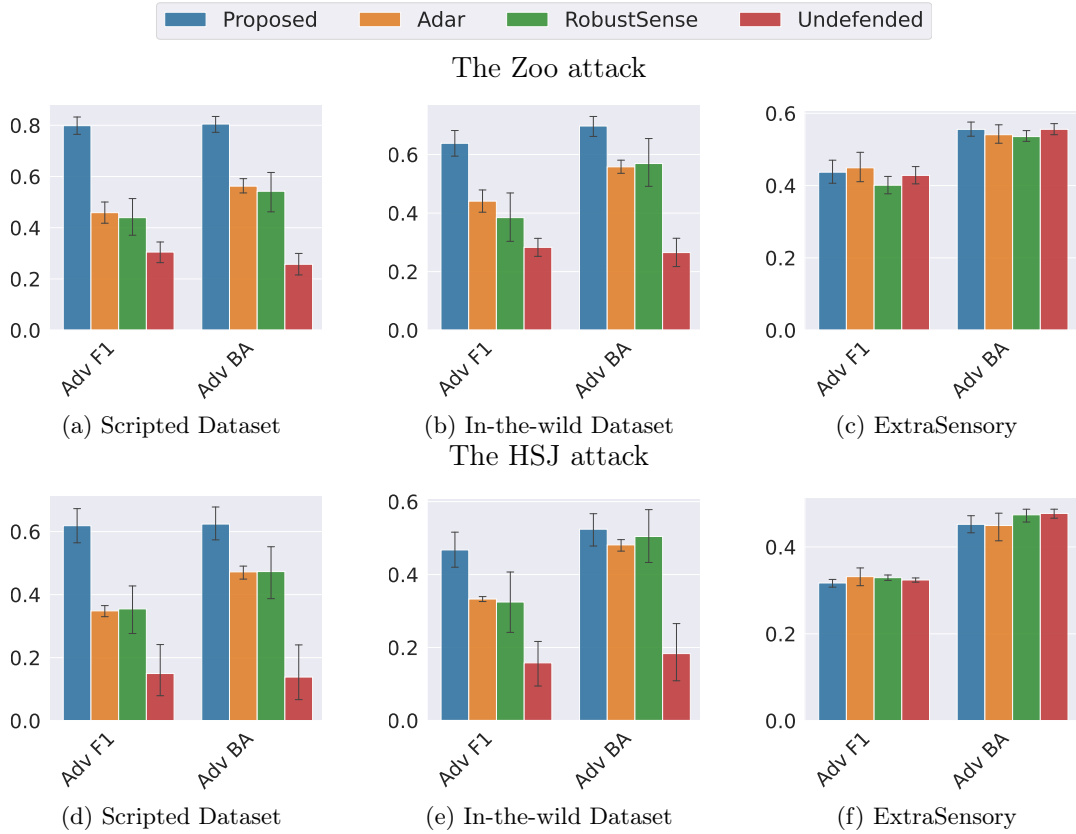 Proposed Adar RobustSense Undefended
The Zoo attack
0.8
0.6
0.4
0.2
0.0
Adv F1 Adv BA
(a) Scripted Dataset
0.6
0.4
0.2
0.0
Adv F1 Adv BA
(b) In-the-wild Dataset
0.6
0.4
0.2
0.0
Adv F1 Adv BA
(c) ExtraSensory
The HSJ attack
0.6
0.4
0.2
0.0
Adv F1 Adv BA
(d) Scripted Dataset
0.6
0.4
0.2
0.0
Adv F1 Adv BA
(e) In-the-wild Dataset
0.4
0.2
0.0
Adv F1 Adv BA
(f) ExtraSensory